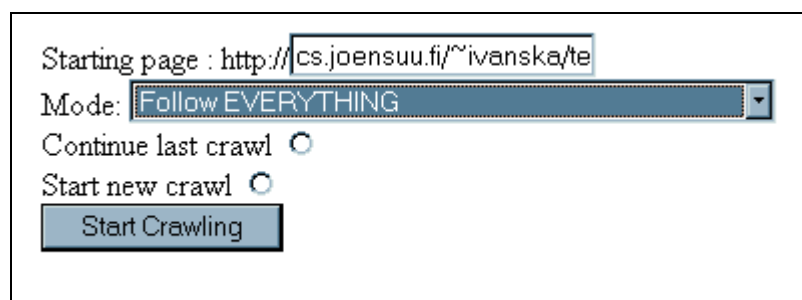 Starting page : http://cs.joensuu.fi/~ivanska/te
Mode: Follow EVERYTHING
Continue last crawl
Start new crawl
Start Crawling